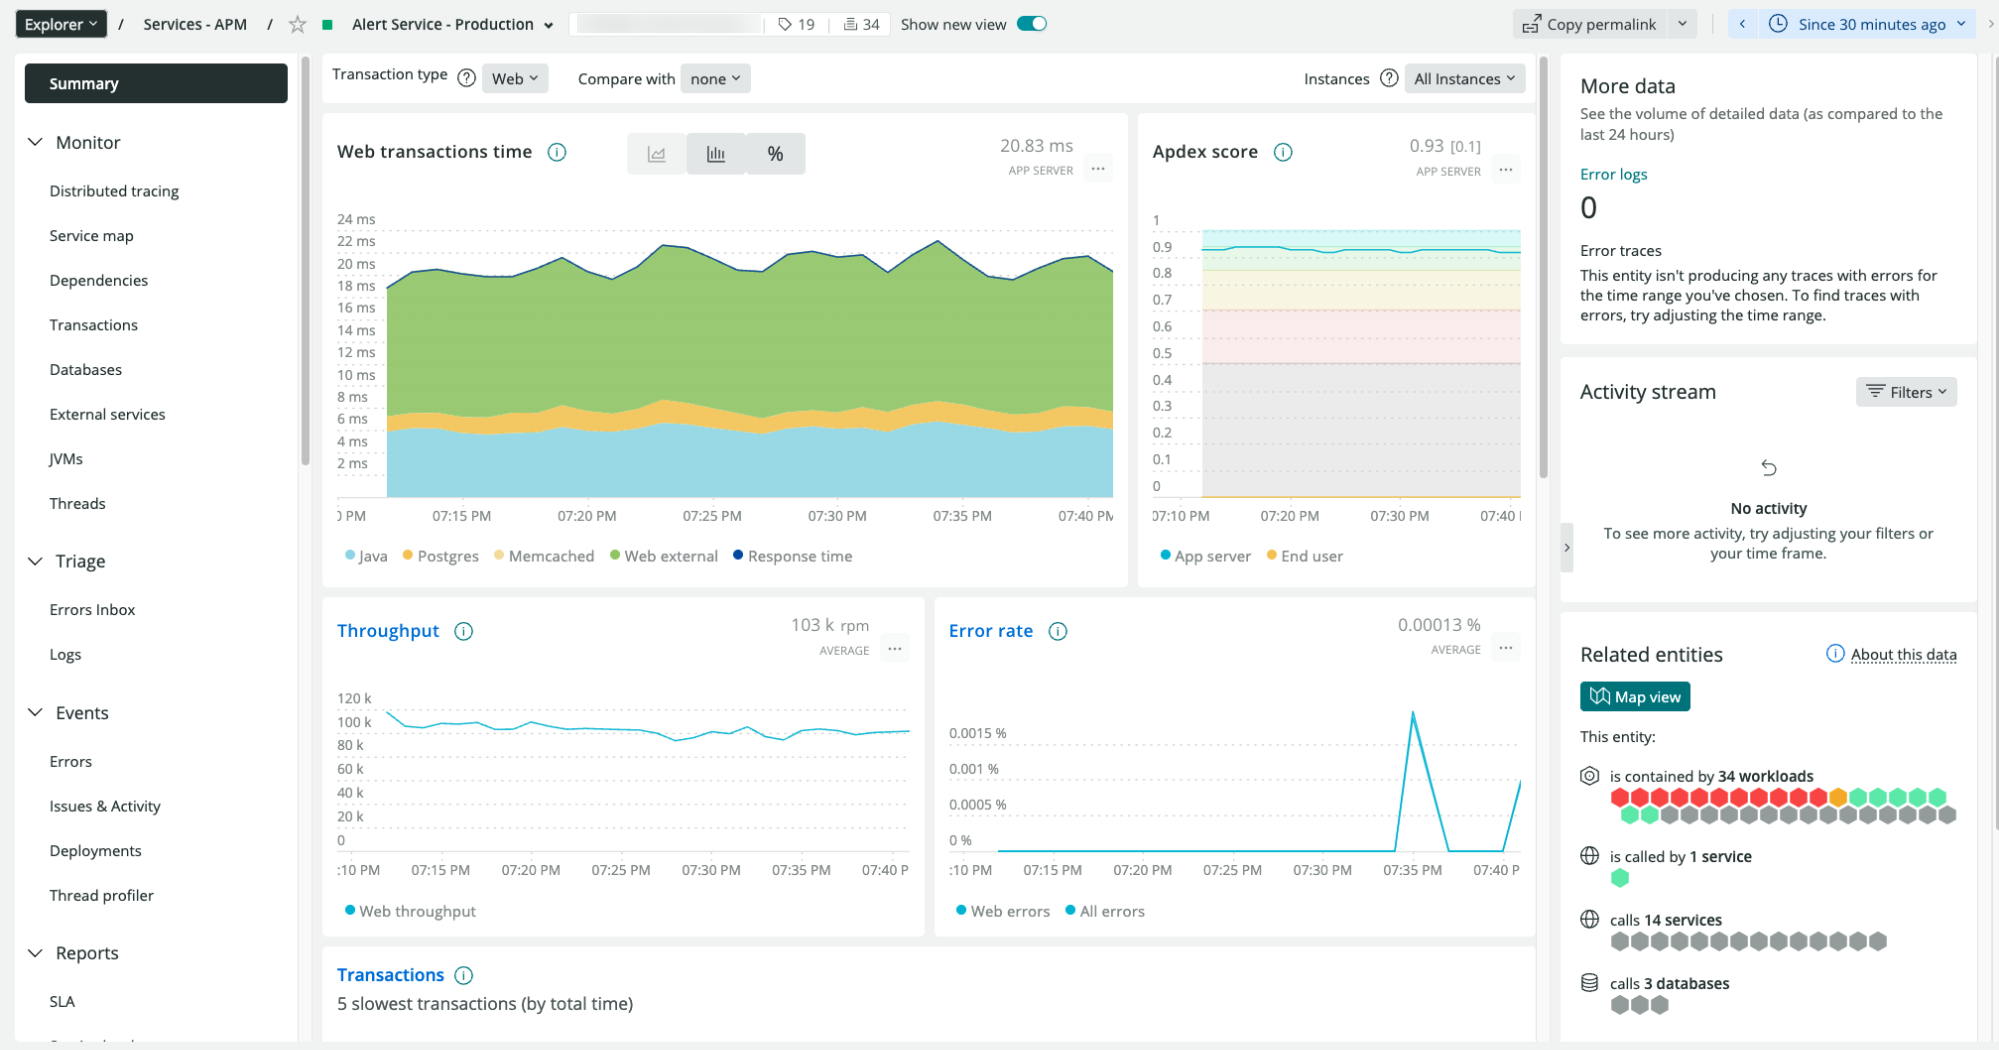 Explorer / Services - APM / Alert Service - Production 19 34 Show new view Copy permalink Since 30 minutes ago
Summary
Monitor
Distributed tracing
Service map
Dependencies
Transactions
Databases
External services
JVMs
Threads
Triage
Errors Inbox
Logs
Events
Errors
Issues & Activity
Deployments
Thread profiler
Reports
SLA
Transaction type Web Compare with none Instances All Instances
Web transactions time % 20.83 ms
APP SERVER
24 ms
22 ms
20 ms
18 ms
16 ms
14 ms
12 ms
10 ms
8 ms
6 ms
4 ms
2 ms
0 PM 07:15 PM 07:20 PM 07:25 PM 07:30 PM 07:35 PM 07:40 PM
Java Postgres Memcached Web external Response time
Apdex score 0.93 [0.1]
APP SERVER
1
0.9
0.8
0.7
0.6
0.5
0.4
0.3
0.2
0.1
0
07:10 PM 07:20 PM 07:30 PM 07:40
App server End user
Throughput 103 k rpm
AVERAGE
120 k
100 k
80 k
60 k
40 k
20 k
0
:10 PM 07:15 PM 07:20 PM 07:25 PM 07:30 PM 07:35 PM 07:40 P
Web throughput
Error rate 0.00013 %
AVERAGE
0.0015 %
0.001 %
0.0005 %
0 %
:10 PM 07:15 PM 07:20 PM 07:25 PM 07:30 PM 07:35 PM 07:40 P
Web errors All errors
Transactions
5 slowest transactions (by total time)
More data
See the volume of detailed data (as compared to the
last 24 hours)
Error logs
0
Error traces
This entity isn't producing any traces with errors for
the time range you've chosen. To find traces with
errors, try adjusting the time range.
Activity stream Filters
No activity
To see more activity, try adjusting your filters or
your time frame.
Related entities About this data
Map view
This entity:
is contained by 34 workloads
is called by 1 service
calls 14 services
calls 3 databases